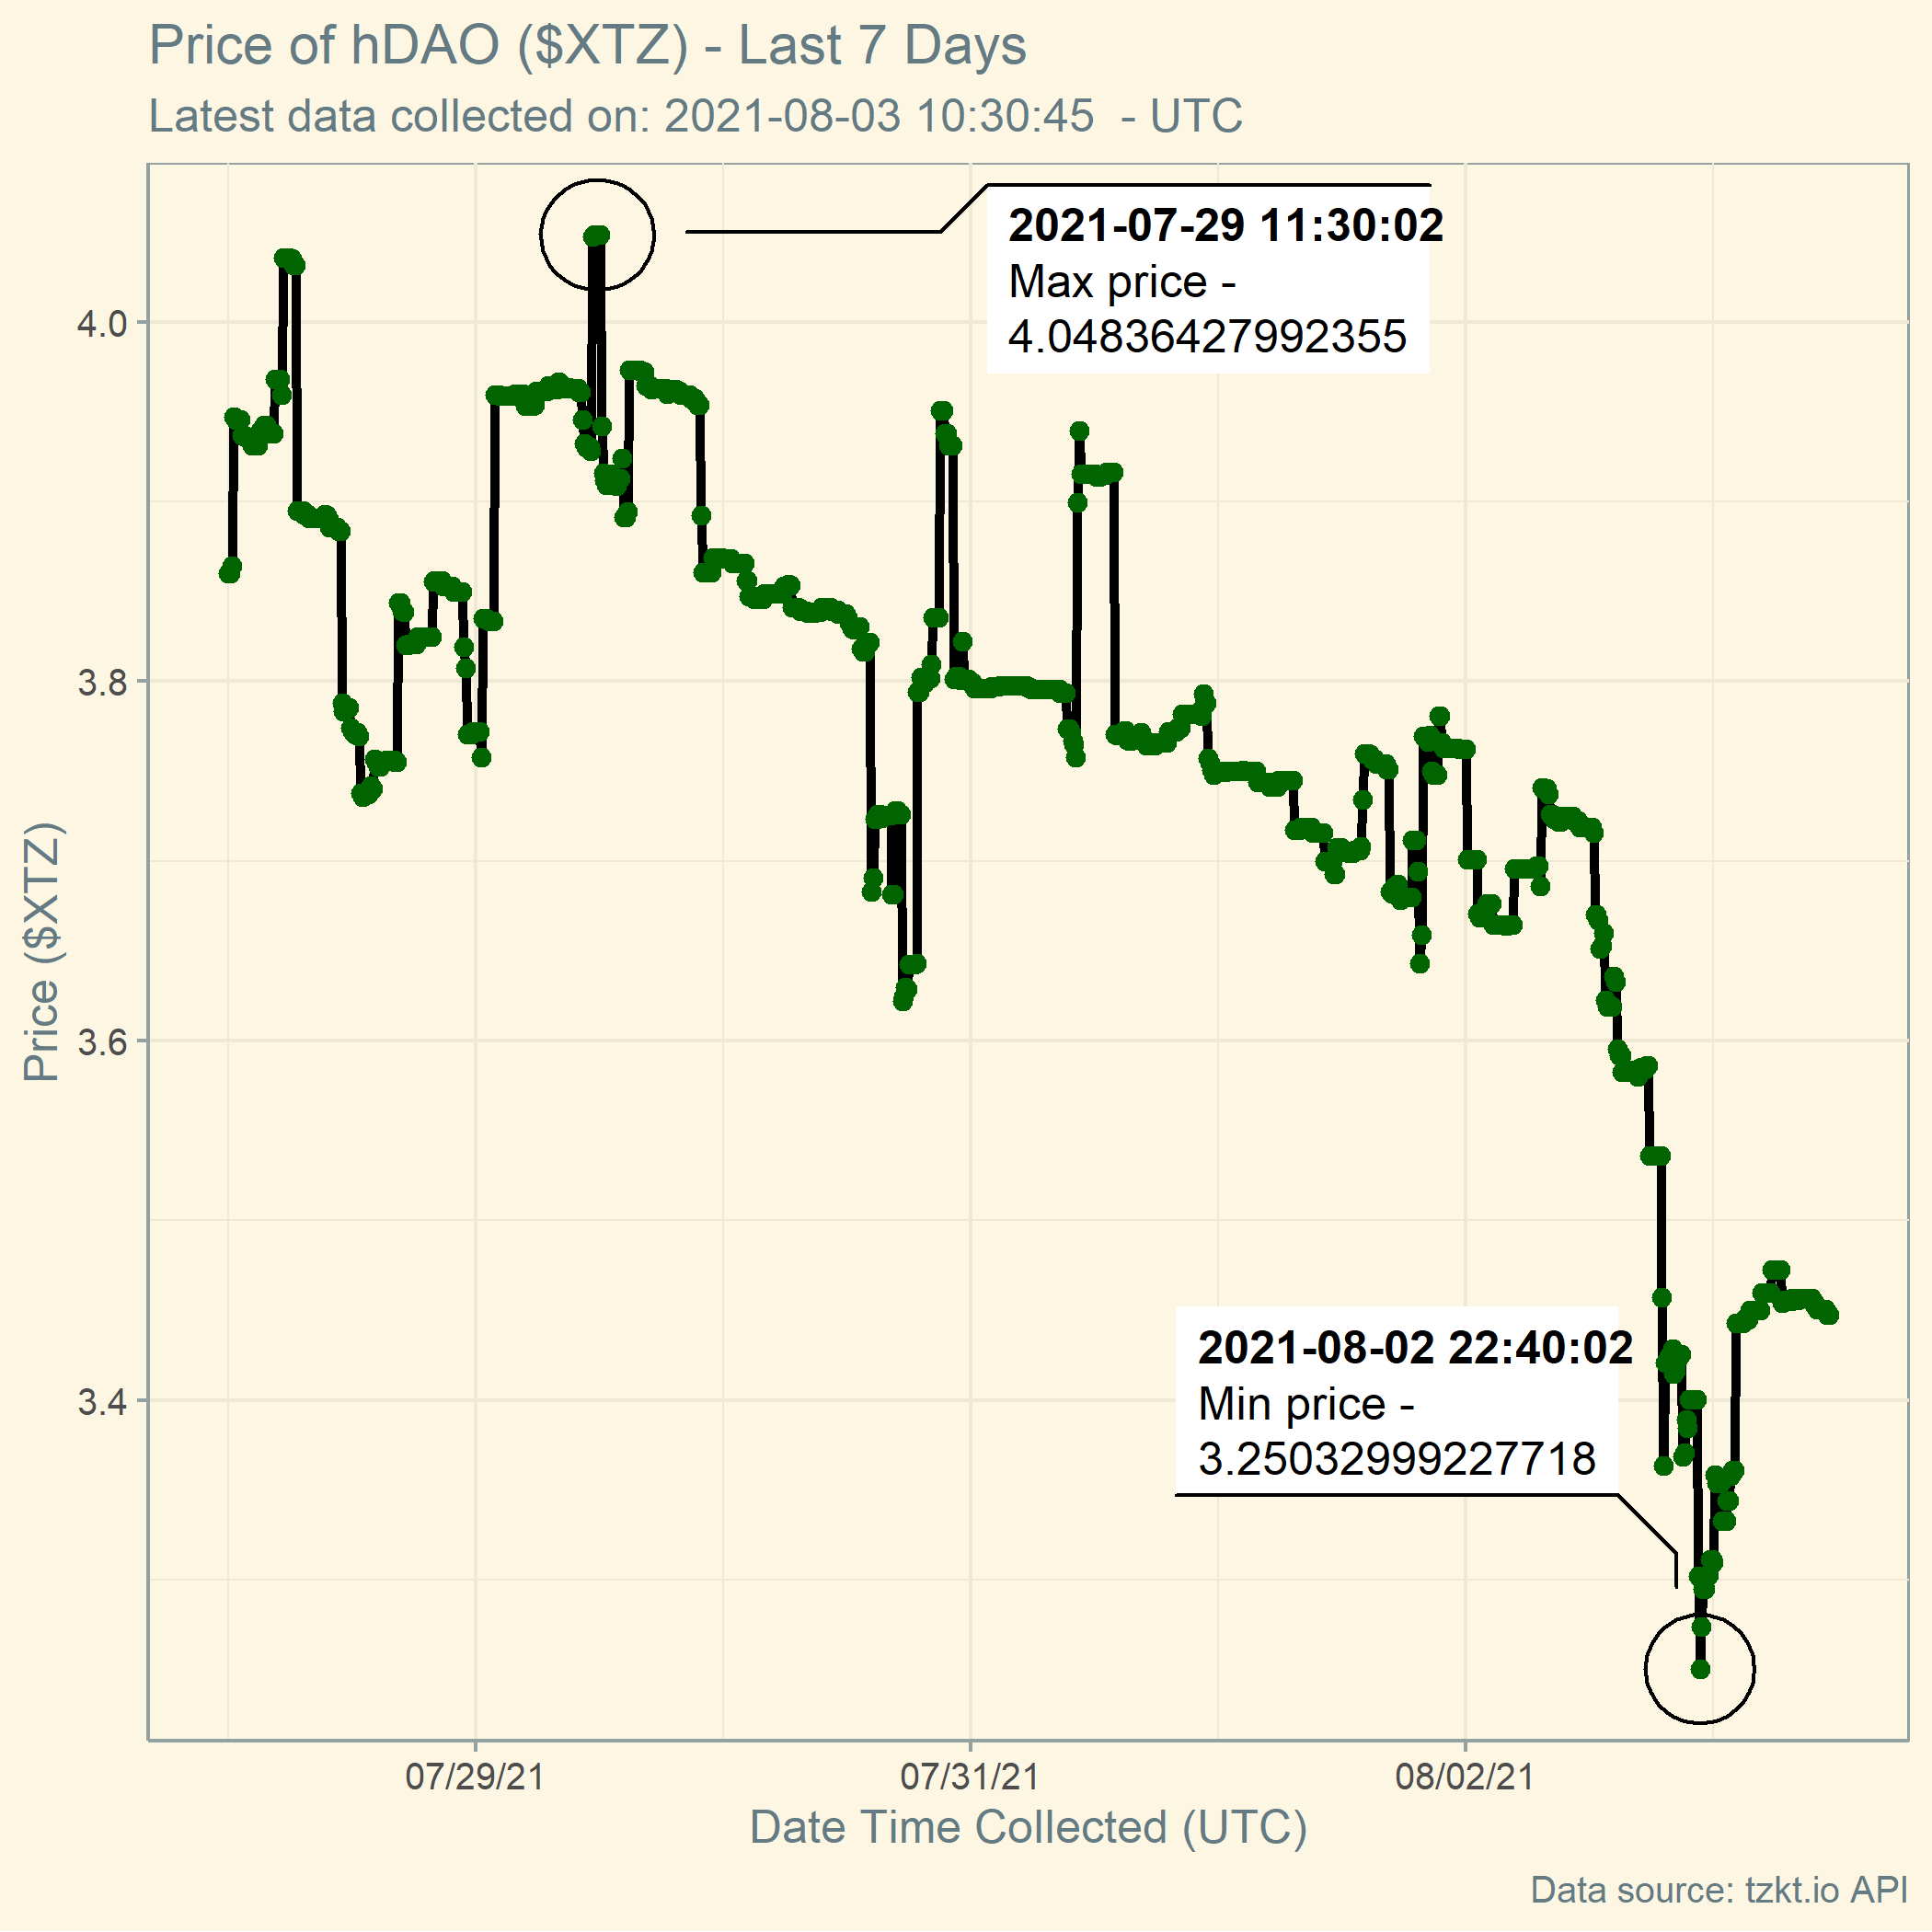 Price of hDAO ($XTZ) - Last 7 Days
Latest data collected on: 2021-08-03 10:30:45  - UTC
2021-07-29 11:30:02
Max price -
4.04836427992355
4.0
3.8
Price ($XTZ)
3.6
3.4
2021-08-02 22:40:02
Min price -
3.25032999227718
07/29/21
07/31/21
08/02/21
Date Time Collected (UTC)
Data source: tzkt.io API